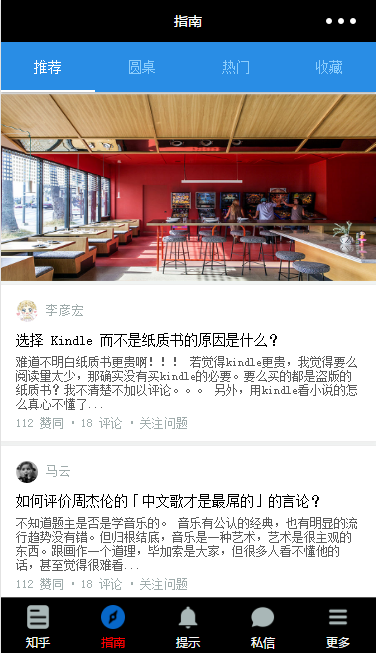 指南
推荐 圆桌 热门 收藏
李彦宏
选择 Kindle 而不是纸质书的原因是什么?
难道不明白纸质书更贵啊!!! 若觉得kindle更贵，我觉得要么
阅读量太少，那确实没有买kindle的必要。要么买的都是盗版的
纸质书？我不清楚不加以评论。。。 另外，用kindle看小说的怎
么真心不懂了...
112 赞同 · 18 评论 · 关注问题
马云
如何评价周杰伦的「中文歌才是最屌的」的言论？
不知道题主是否是学音乐的。 音乐有公认的经典，也有明显的流
行趋势没有错。但归根结底，音乐是一种艺术，艺术是很主观的
东西。跟画作一个道理，毕加索是大家，但很多人看不懂他的
话，甚至觉得很难看...
112 赞同 · 18 评论 · 关注问题
知乎 指南 提示 私信 更多